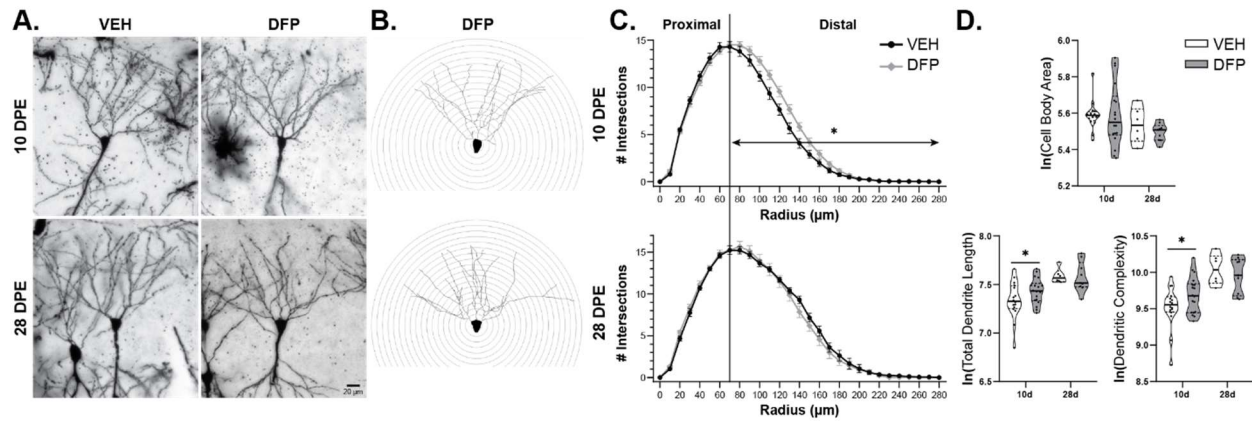 A.
VEH
DFP
10 DPE
28 DPE
20 µm
B.
DFP
C.
Proximal
Distal
VEH
DFP
10 DPE
# Intersections
15
10
5
0
*
0 20 40 60 80 100 120 140 160 180 200 220 240 260 280
Radius (µm)
28 DPE
# Intersections
15
10
5
0
0 20 40 60 80 100 120 140 160 180 200 220 240 260 280
Radius (µm)
D.
VEH
DFP
ln(Cell Body Area)
6.0
5.8
5.6
5.4
5.2
10d 28d
ln(Total Dendrite Length)
8.0
7.5
7.0
6.5
*
10d 28d
ln(Dendritic Complexity)
10.5
10.0
9.5
9.0
8.5
*
10d 28d